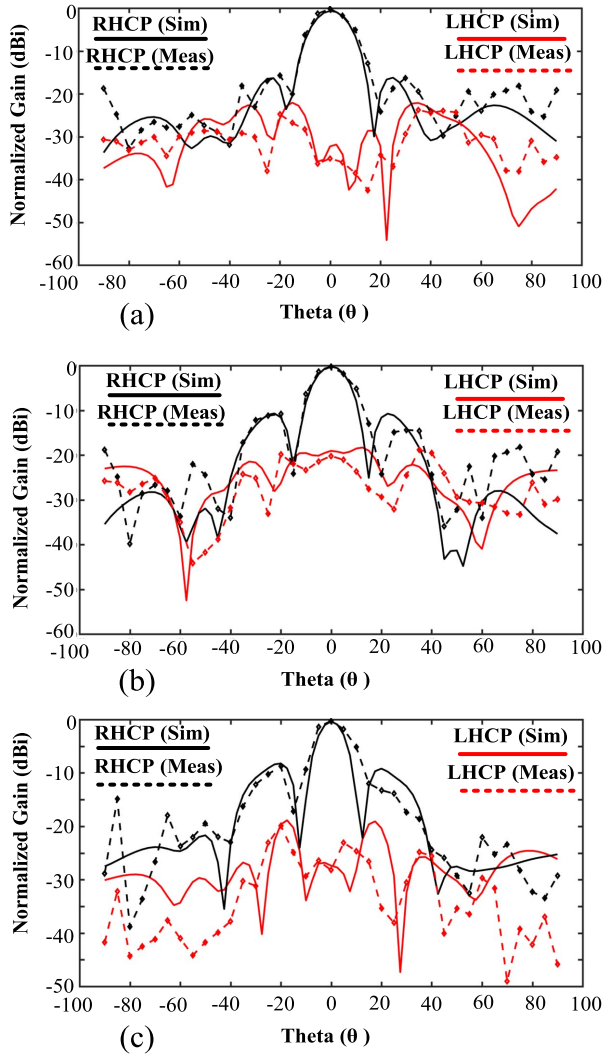 RHCP (Sim)
RHCP (Meas)
LHCP (Sim)
LHCP (Meas)
0
-10
-20
-30
-40
-50
-60
Normalized Gain (dBi)
-100 -80 -60 -40 -20 0 20 40 60 80 100
Theta (θ )
(a)
RHCP (Sim)
RHCP (Meas)
LHCP (Sim)
LHCP (Meas)
0
-10
-20
-30
-40
-50
-60
Normalized Gain (dBi)
-100 -80 -60 -40 -20 0 20 40 60 80 100
Theta (θ )
(b)
RHCP (Sim)
RHCP (Meas)
LHCP (Sim)
LHCP (Meas)
0
-10
-20
-30
-40
-50
Normalized Gain (dBi)
-100 -80 -60 -40 -20 0 20 40 60 80 100
Theta (θ )
(c)